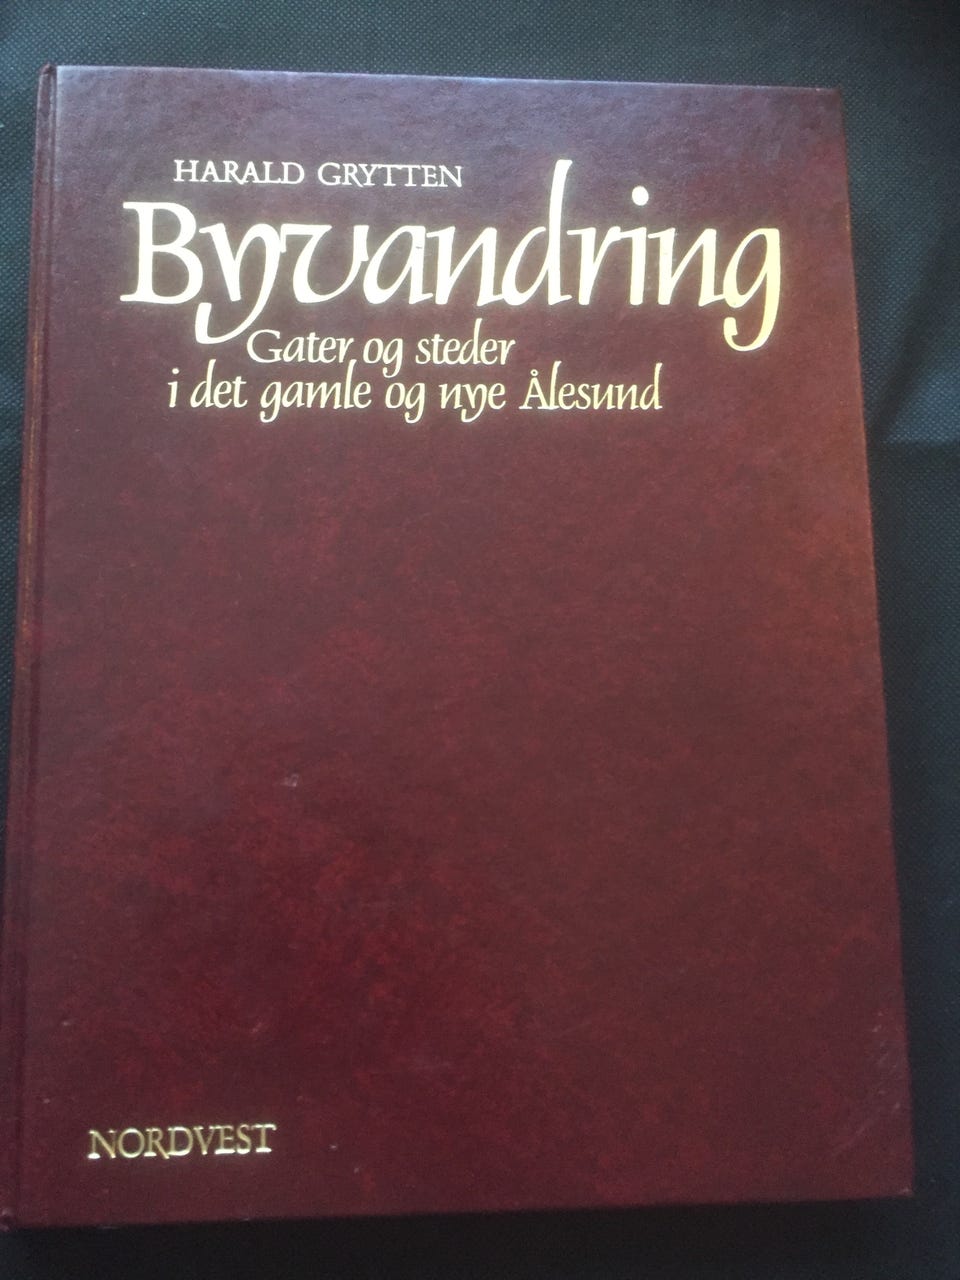 HARALD GRYTTEN
Byvandring
Gater og steder
i det gamle og nye Ålesund
NORDVEST